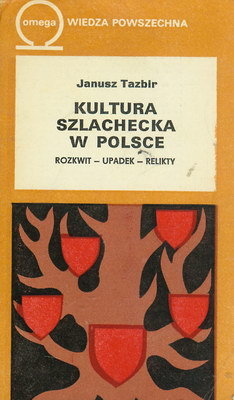 omega WIEDZA POWSZECHNA
Janusz Tazbir
KULTURA
SZLACHECKA
W POLSCE
ROZKWIT – UPADEK – RELIKTY